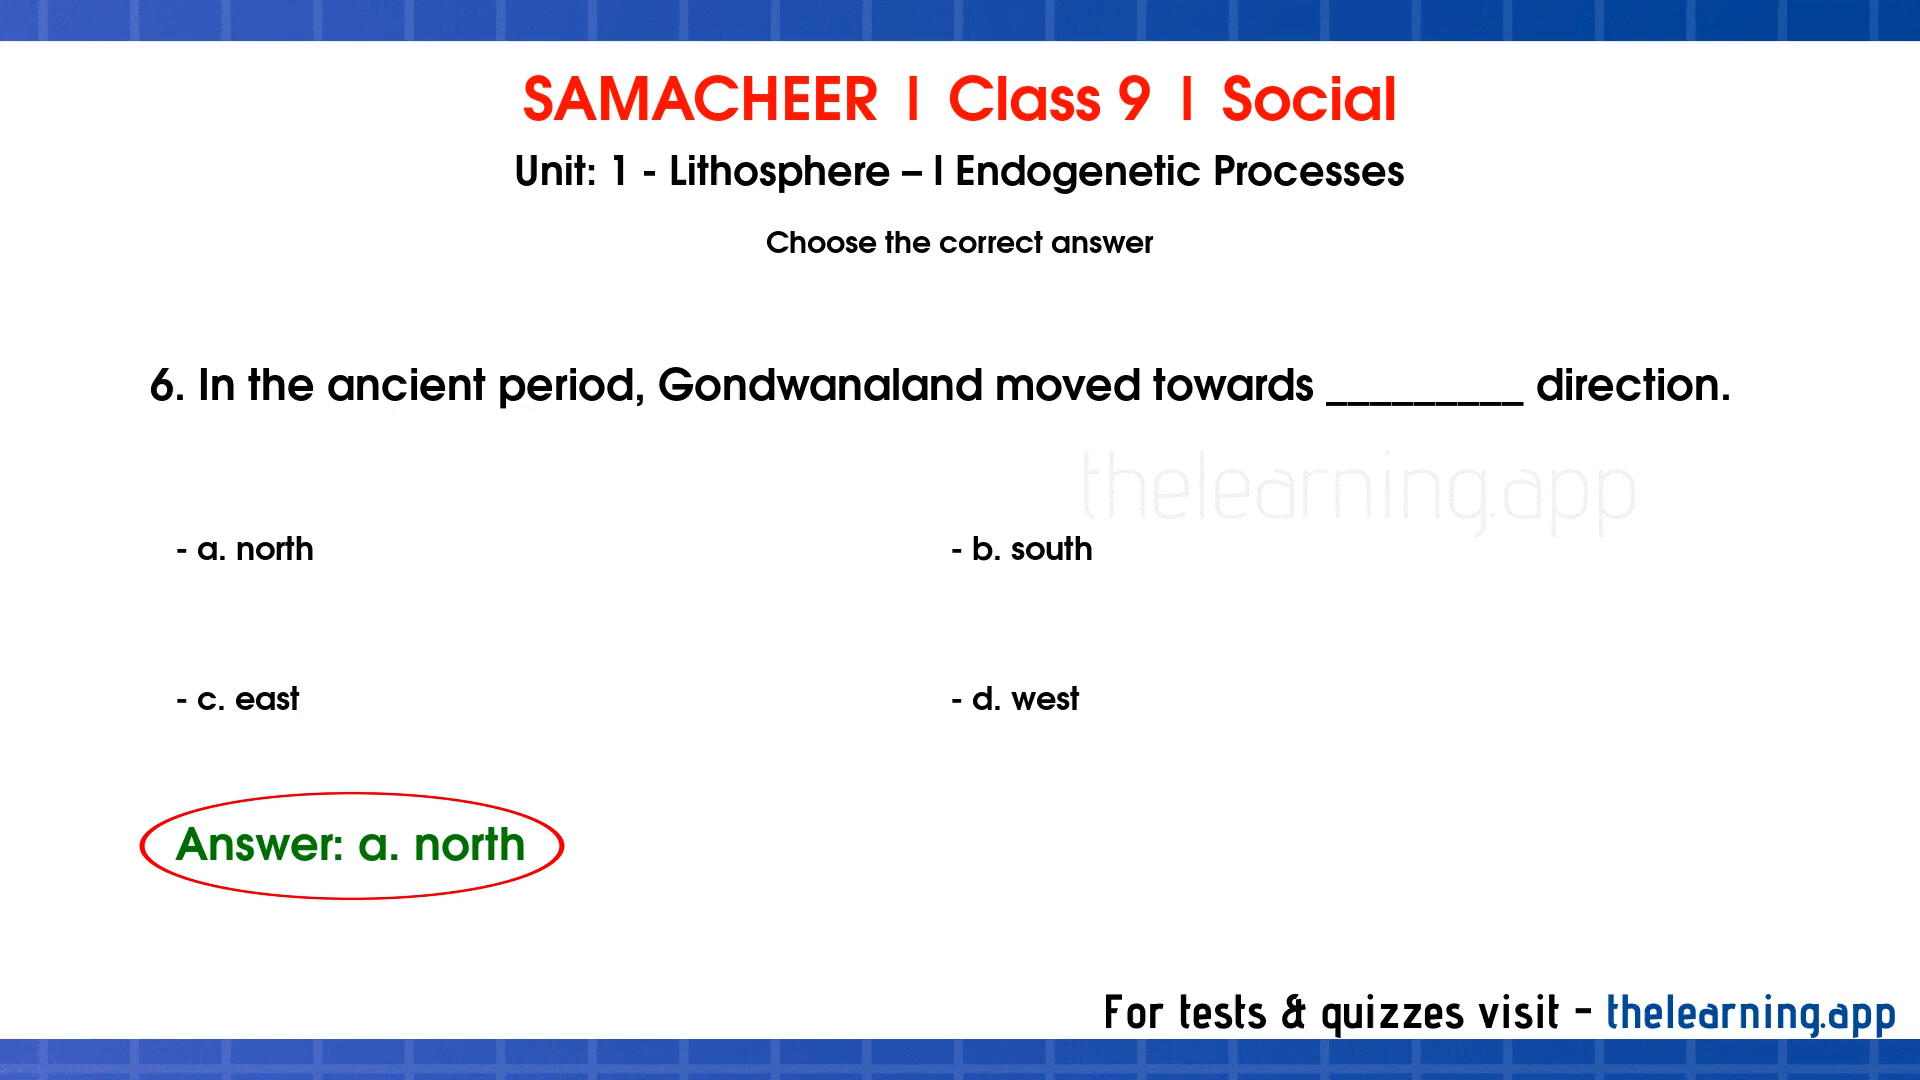 SAMACHEER | Class 9 | Social
Unit: 1 - Lithosphere – I Endogenetic Processes
Choose the correct answer
6. In the ancient period, Gondwanaland moved towards _________ direction.
thelearning.app
- a. north
- b. south
- c. east
- d. west
Answer: a. north
For tests & quizzes visit - thelearning.app